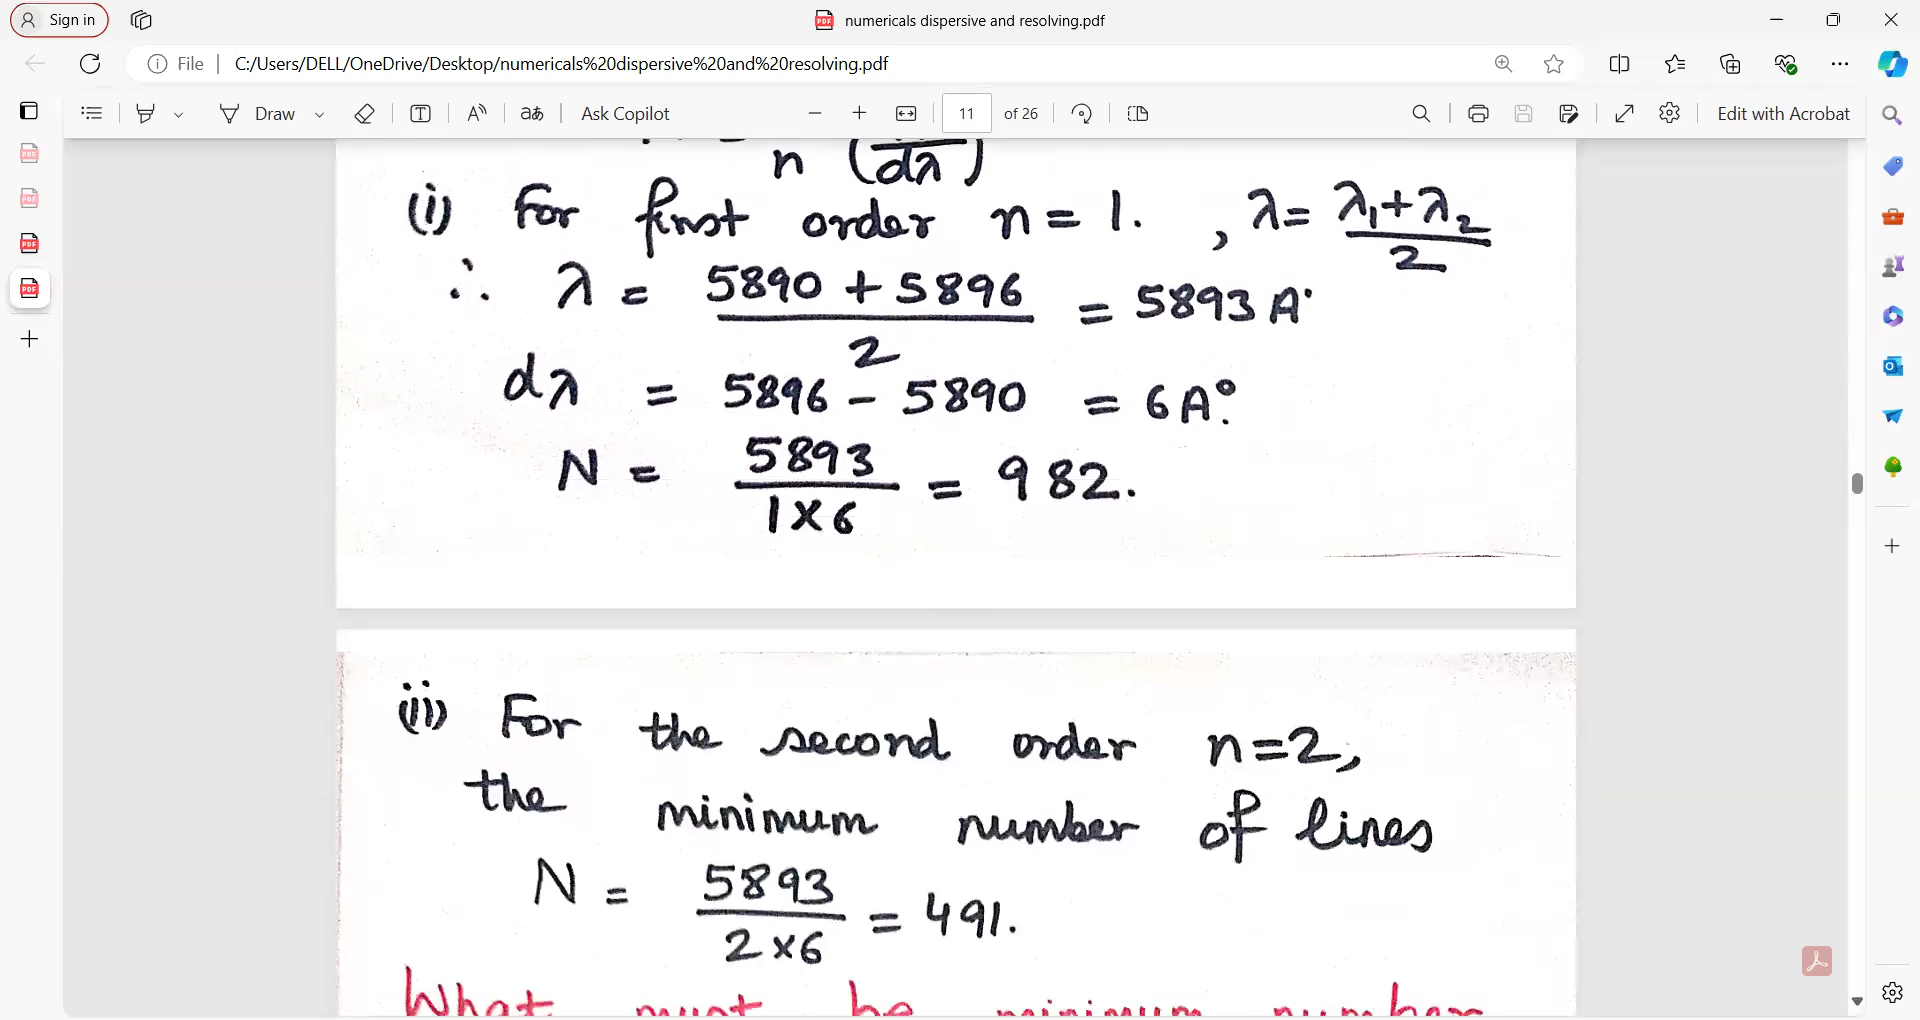 Sign in
numericals dispersive and resolving.pdf
File
C:/Users/DELL/OneDrive/Desktop/numericals%20dispersive%20and%20resolving.pdf
Draw
aあ
Ask Copilot
11
of 26
Edit with Acrobat
n (dλ)
(i) For first order n = 1. , λ = λ₁+λ₂ / 2
∴ λ = 5890 + 5896 / 2 = 5893 A°
dλ = 5896 - 5890 = 6 A°.
N = 5893 / 1 x 6 = 982.
(ii) For the second order n=2,
the minimum number of lines
N = 5893 / 2 x 6 = 491.
What must be minimum number